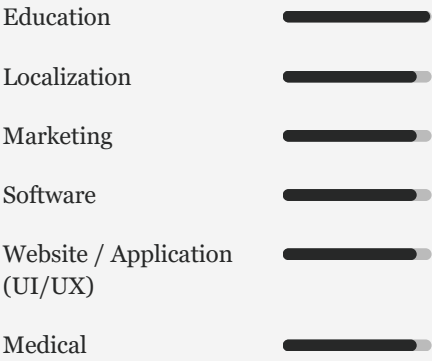 Education
Localization
Marketing
Software
Website / Application
(UI/UX)
Medical